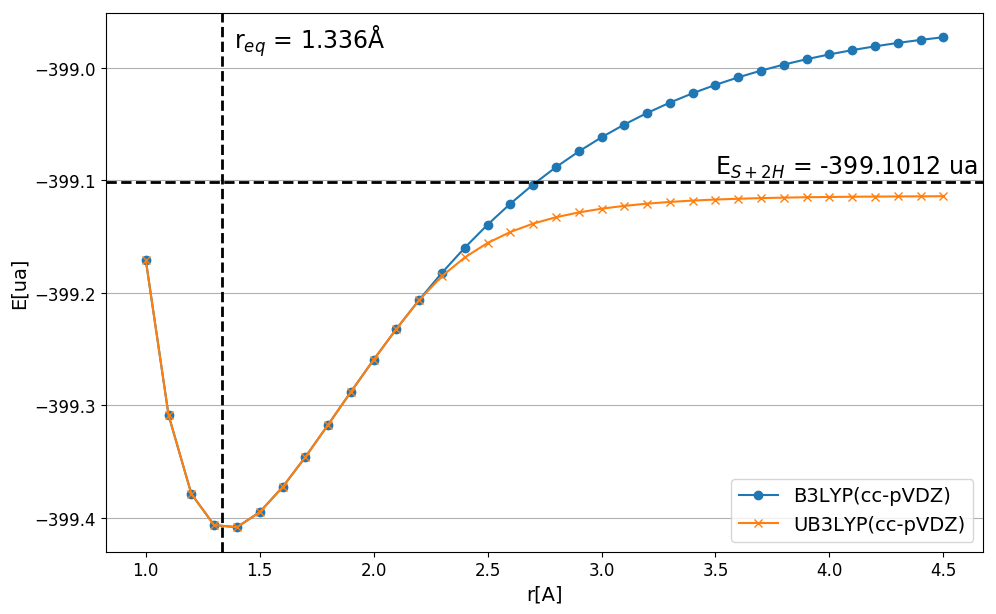 r_eq = 1.336Å
E_S+2H = -399.1012 ua
E[ua]
−399.0
−399.1
−399.2
−399.3
−399.4
B3LYP(cc-pVDZ)
UB3LYP(cc-pVDZ)
1.0 1.5 2.0 2.5 3.0 3.5 4.0 4.5
r[A]